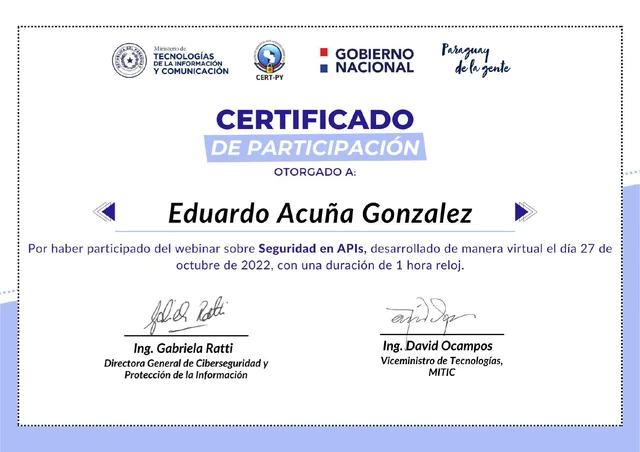 Ministerio de
TECNOLOGÍAS
DE LA INFORMACIÓN
Y COMUNICACIÓN
CERT-PY
GOBIERNO
NACIONAL
Paraguay
de la gente
CERTIFICADO
DE PARTICIPACIÓN
OTORGADO A:
Eduardo Acuña Gonzalez
Por haber participado del webinar sobre Seguridad en APIs, desarrollado de manera virtual el día 27 de
octubre de 2022, con una duración de 1 hora reloj.
Gabriela Ratti
Ing. Gabriela Ratti
Directora General de Ciberseguridad y
Protección de la Información
Ing. David Ocampos
Viceministro de Tecnologías,
MITIC